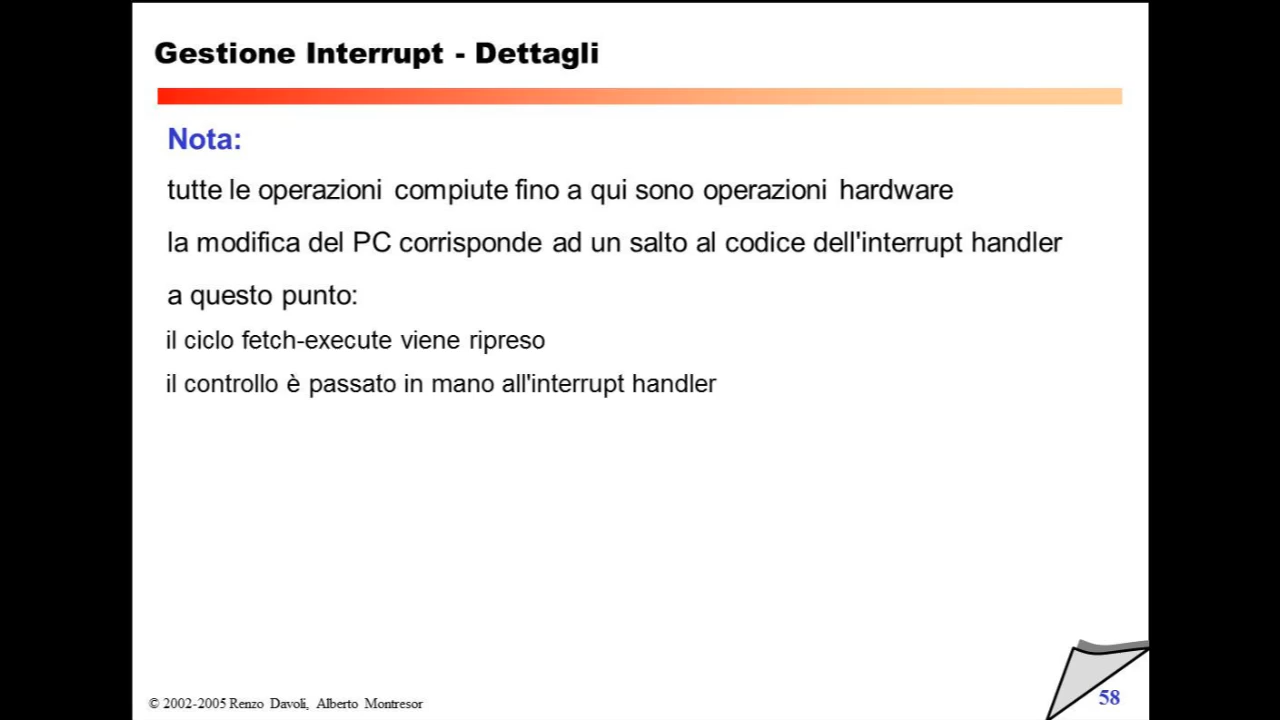 Gestione Interrupt - Dettagli
Nota:
tutte le operazioni compiute fino a qui sono operazioni hardware
la modifica del PC corrisponde ad un salto al codice dell'interrupt handler
a questo punto:
il ciclo fetch-execute viene ripreso
il controllo è passato in mano all'interrupt handler
© 2002-2005 Renzo Davoli, Alberto Montresor
58